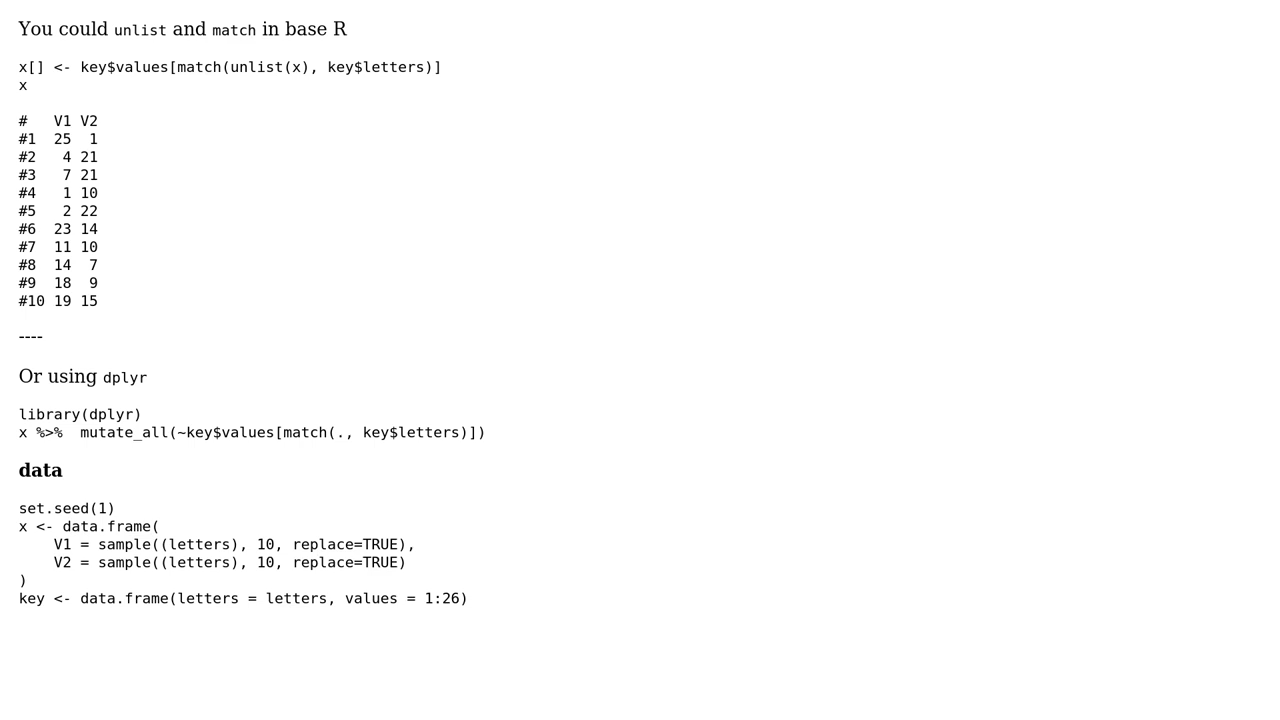 You could unlist and match in base R
x[] <- key$values[match(unlist(x), key$letters)]
x
#   V1 V2
#1  25  1
#2   4 21
#3   7 21
#4   1 10
#5   2 22
#6  23 14
#7  11 10
#8  14  7
#9  18  9
#10 19 15
----
Or using dplyr
library(dplyr)
x %>%  mutate_all(~key$values[match(., key$letters)])
data
set.seed(1)
x <- data.frame(
    V1 = sample((letters), 10, replace=TRUE),
    V2 = sample((letters), 10, replace=TRUE)
)
key <- data.frame(letters = letters, values = 1:26)